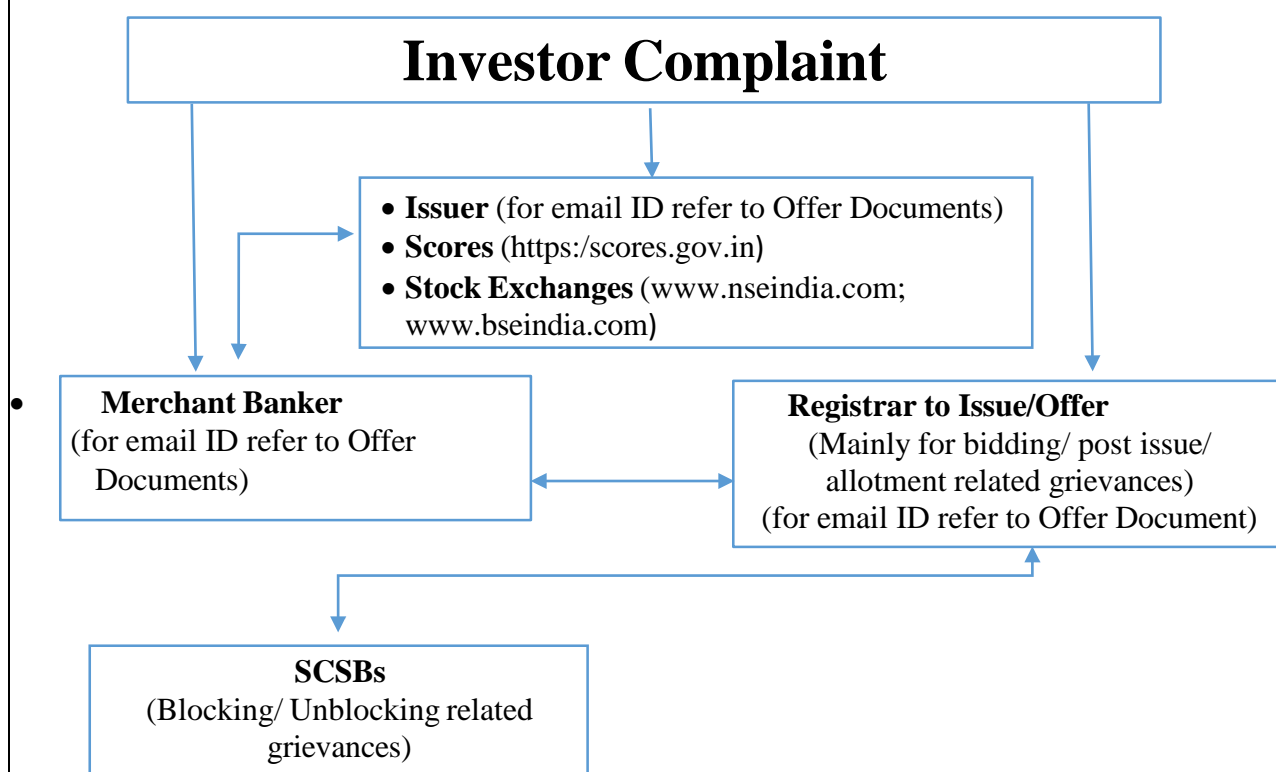 Investor Complaint
• Issuer (for email ID refer to Offer Documents)
• Scores (https:/scores.gov.in)
• Stock Exchanges (www.nseindia.com;
www.bseindia.com)
• Merchant Banker
(for email ID refer to Offer
Documents)
Registrar to Issue/Offer
(Mainly for bidding/ post issue/
allotment related grievances)
(for email ID refer to Offer Document)
SCSBs
(Blocking/ Unblocking related
grievances)